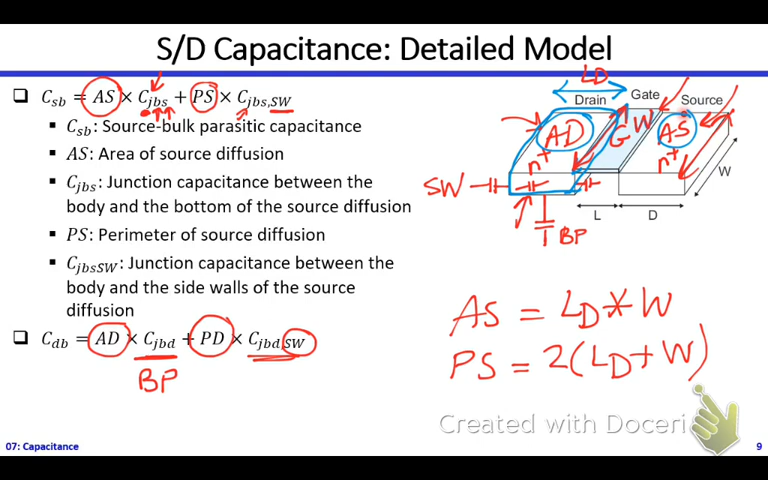 S/D Capacitance: Detailed Model
C_sb = AS × C_jbs + PS × C_jbs,SW
C_sb: Source-bulk parasitic capacitance
AS: Area of source diffusion
C_jbs: Junction capacitance between the
body and the bottom of the source diffusion
PS: Perimeter of source diffusion
C_jbsSW: Junction capacitance between the
body and the side walls of the source
diffusion
C_db = AD × C_jbd + PD × C_jbd,SW
BP
LD
Drain Gate Source
AD G W AS
n+ n+
SW
W
L D
BP
AS = LD * W
PS = 2(LD + W)
Created with Doceri
07: Capacitance
9